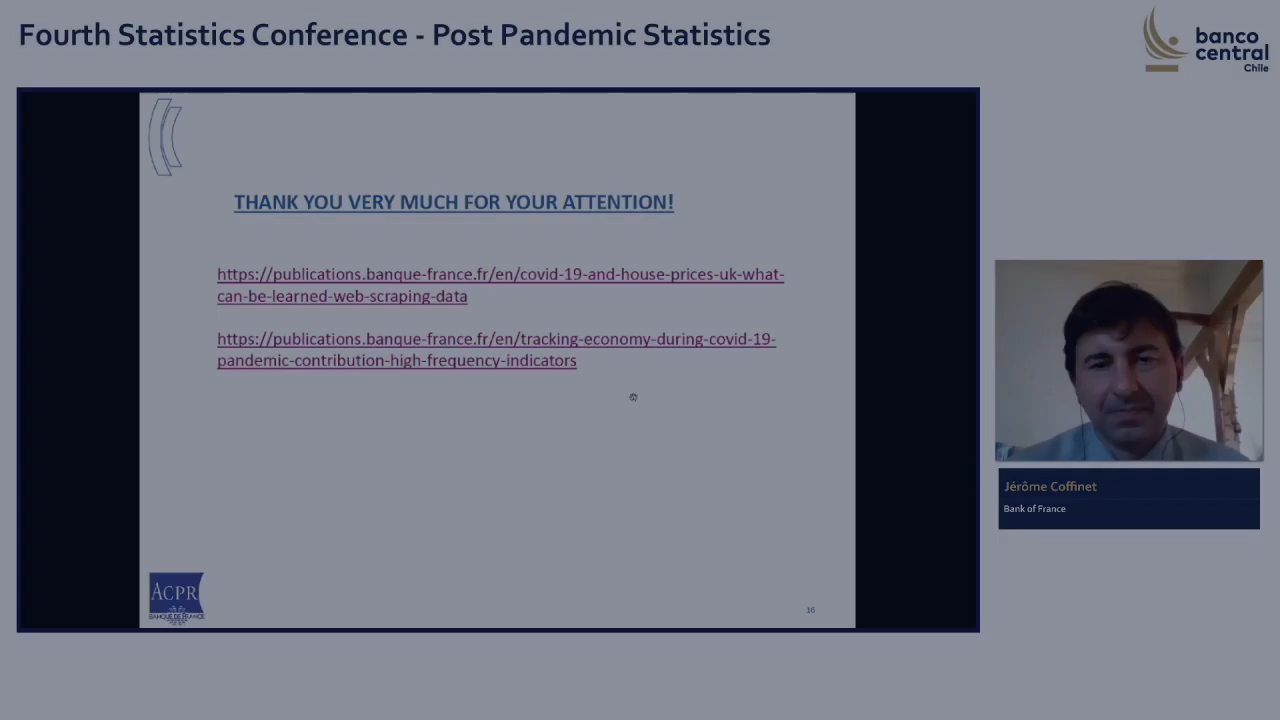 Fourth Statistics Conference - Post Pandemic Statistics
banco
central
Chile
THANK YOU VERY MUCH FOR YOUR ATTENTION!
https://publications.banque-france.fr/en/covid-19-and-house-prices-uk-what-
can-be-learned-web-scraping-data
https://publications.banque-france.fr/en/tracking-economy-during-covid-19-
pandemic-contribution-high-frequency-indicators
Jérôme Coffinet
Bank of France
ACPR
BANQUE DE FRANCE
16